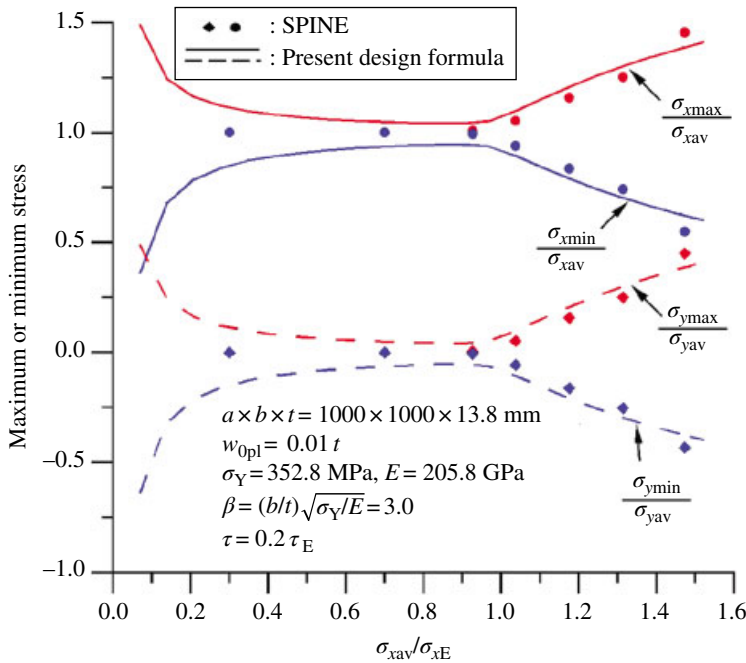 : SPINE
: Present design formula
Maximum or minimum stress
1.5
1.0
0.5
0.0
−0.5
−1.0
σxmax
σxav
σxmin
σxav
σymax
σyav
σymin
σyav
a × b × t = 1000 × 1000 × 13.8 mm
w0pl = 0.01 t
σY = 352.8 MPa, E = 205.8 GPa
β = (b/t) √σY/E = 3.0
τ = 0.2 τE
0.0 0.2 0.4 0.6 0.8 1.0 1.2 1.4 1.6
σxav/σxE